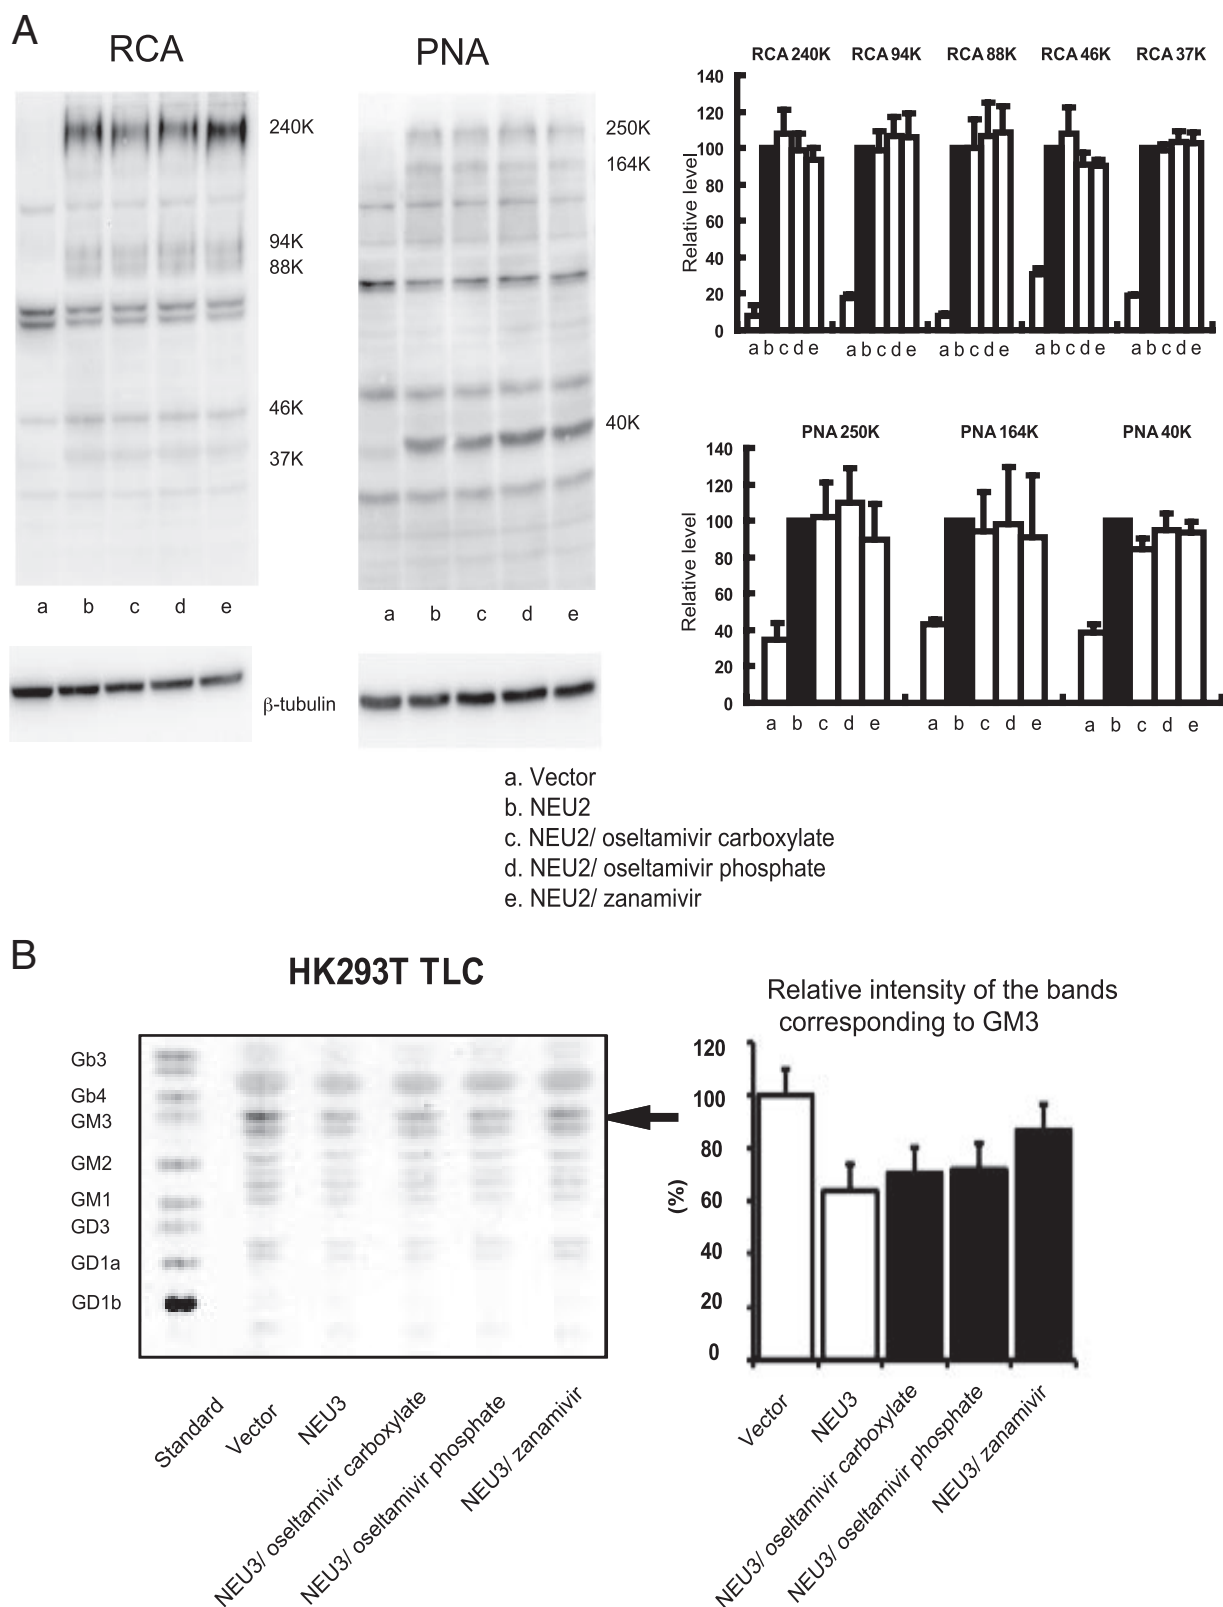 A
RCA
PNA
240K
94K
88K
46K
37K
250K
164K
40K
a b c d e
a b c d e
β-tubulin
RCA 240K RCA 94K RCA 88K RCA 46K RCA 37K
Relative level
140
120
100
80
60
40
20
0
a b c d e a b c d e a b c d e a b c d e a b c d e
PNA 250K PNA 164K PNA 40K
Relative level
140
120
100
80
60
40
20
0
a b c d e a b c d e a b c d e
a. Vector
b. NEU2
c. NEU2/ oseltamivir carboxylate
d. NEU2/ oseltamivir phosphate
e. NEU2/ zanamivir
B
HK293T TLC
Gb3
Gb4
GM3
GM2
GM1
GD3
GD1a
GD1b
Standard
Vector
NEU3
NEU3/ oseltamivir carboxylate
NEU3/ oseltamivir phosphate
NEU3/ zanamivir
Relative intensity of the bands
corresponding to GM3
(%)
120
100
80
60
40
20
0
Vector
NEU3
NEU3/ oseltamivir carboxylate
NEU3/ oseltamivir phosphate
NEU3/ zanamivir